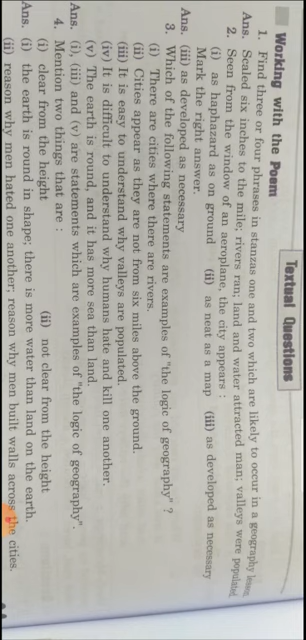 Textual Questions
Working with the Poem
1. Find three or four phrases in stanzas one and two which are likely to occur in a geography lesson
Ans. Scaled six inches to the mile; rivers ran; land and water attracted man; valleys were populated
2. Seen from the window of an aeroplane, the city appears :
(i) as haphazard as on ground (ii) as neat as a map (iii) as developed as necessary
Mark the right answer.
Ans. (iii) as developed as necessary
3. Which of the following statements are examples of "the logic of geography" ?
(i) There are cities where there are rivers.
(ii) Cities appear as they are not from six miles above the ground.
(iii) It is easy to understand why valleys are populated.
(iv) It is difficult to understand why humans hate and kill one another.
(v) The earth is round, and it has more sea than land.
Ans. (i), (iii) and (v) are statements which are examples of "the logic of geography".
4. Mention two things that are :
(i) clear from the height (ii) not clear from the height
Ans. (i) the earth is round in shape; there is more water than land on the earth.
(ii) reason why men hated one another; reason why men built walls across the cities.